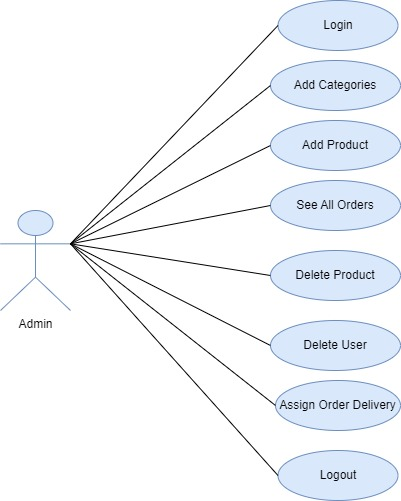 Login
Add Categories
Add Product
See All Orders
Delete Product
Admin
Delete User
Assign Order Delivery
Logout